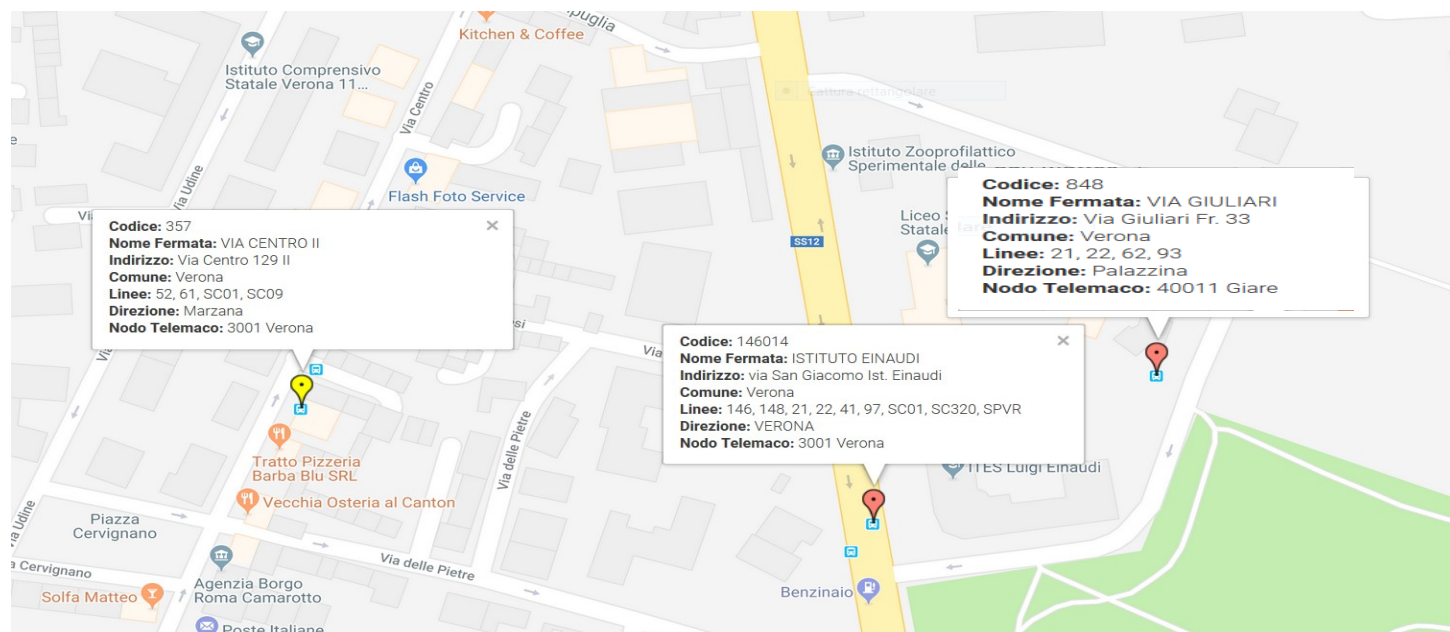 Kitchen & Coffee
Istituto Comprensivo
Statale Verona 11...
Via Centro
Cattura rettangolare
Istituto Zooprofilattico
Sperimentale delle
Flash Foto Service
Via Udine
SS12
Liceo
Statale
Codice: 848
Nome Fermata: VIA GIULIARI
Indirizzo: Via Giuliari Fr. 33
Comune: Verona
Linee: 21, 22, 62, 93
Direzione: Palazzina
Nodo Telemaco: 40011 Giare
Codice: 357
Nome Fermata: VIA CENTRO II
Indirizzo: Via Centro 129 II
Comune: Verona
Linee: 52, 61, SC01, SC09
Direzione: Marzana
Nodo Telemaco: 3001 Verona
Via
Codice: 146014
Nome Fermata: ISTITUTO EINAUDI
Indirizzo: via San Giacomo Ist. Einaudi
Comune: Verona
Linee: 146, 148, 21, 22, 41, 97, SC01, SC320, SPVR
Direzione: VERONA
Nodo Telemaco: 3001 Verona
Tratto Pizzeria
Barba Blu SRL
Via delle Pietre
ITES Luigi Einaudi
Vecchia Osteria al Canton
Piazza
Cervignano
Via delle Pietre
Cervignano
Agenzia Borgo
Roma Camarotto
Solfa Matteo
Benzinaio
Poste Italiane